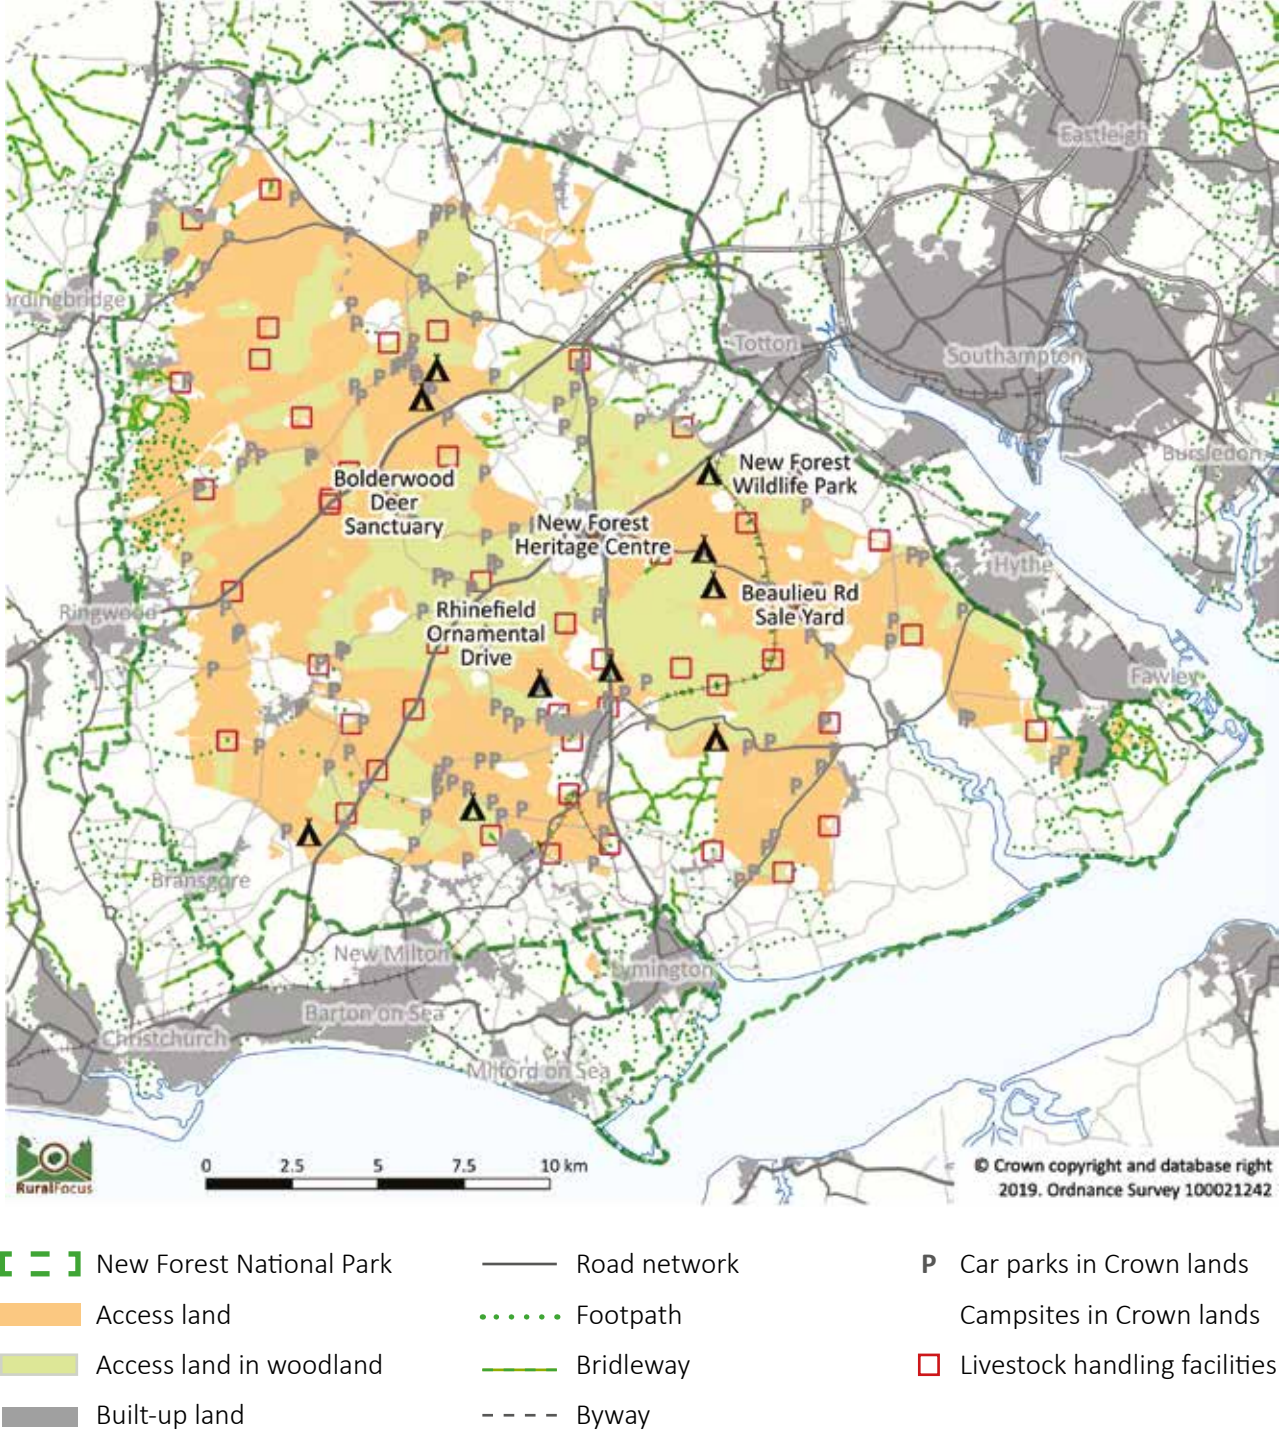 Eastleigh
ordingbridge
Totton
Southampton
Bursledon
Bolderwood
Deer
Sanctuary
New Forest
Wildlife Park
New Forest
Heritage Centre
Hythe
Ringwood
Rhinefield
Ornamental
Drive
Beaulieu Rd
Sale Yard
Fawley
Bransgore
New Milton
Lymington
Barton on Sea
Christchurch
Milford on Sea
RuralFocus
0 2.5 5 7.5 10 km
© Crown copyright and database right
2019. Ordnance Survey 100021242
New Forest National Park
Access land
Access land in woodland
Built-up land
Road network
Footpath
Bridleway
Byway
P Car parks in Crown lands
Campsites in Crown lands
Livestock handling facilities